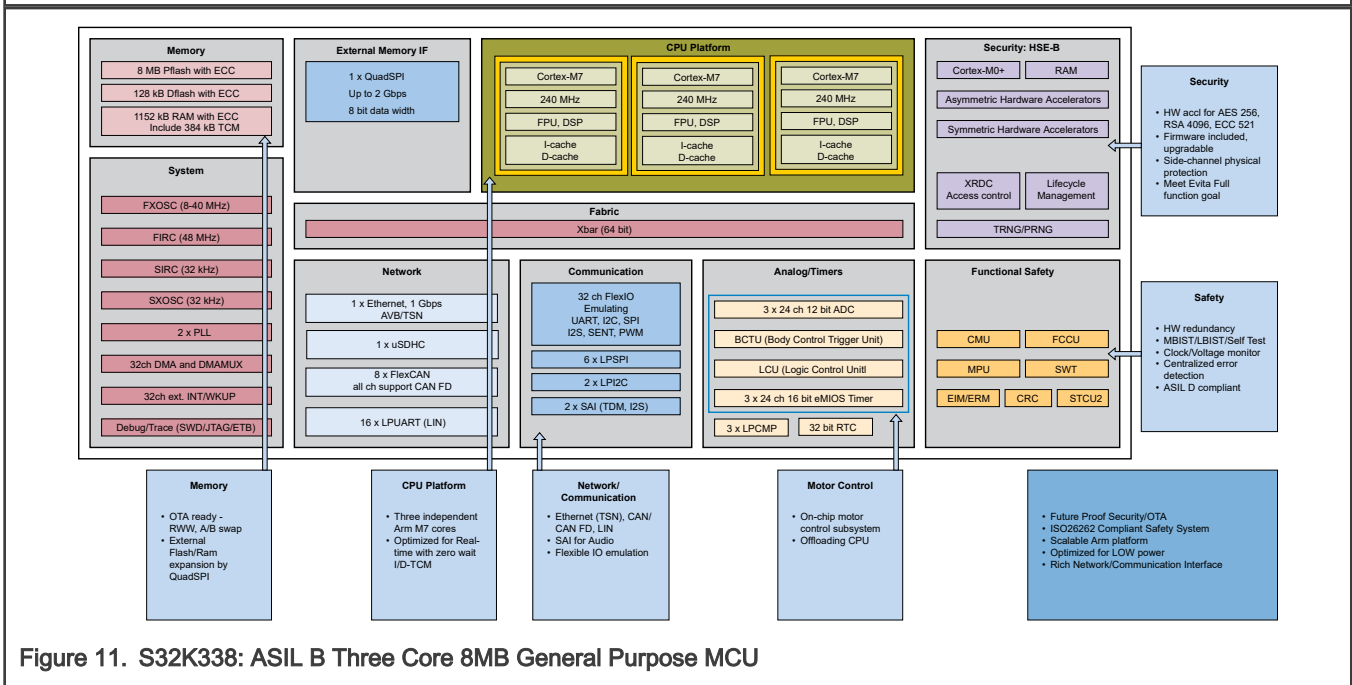 Memory
8 MB Pflash with ECC
128 kB Dflash with ECC
1152 kB RAM with ECC
Include 384 kB TCM
External Memory IF
1 x QuadSPI
Up to 2 Gbps
8 bit data width
CPU Platform
Cortex-M7
240 MHz
FPU, DSP
I-cache
D-cache
Cortex-M7
240 MHz
FPU, DSP
I-cache
D-cache
Cortex-M7
240 MHz
FPU, DSP
I-cache
D-cache
Security: HSE-B
Cortex-M0+
RAM
Asymmetric Hardware Accelerators
Symmetric Hardware Accelerators
XRDC
Access control
Lifecycle
Management
TRNG/PRNG
Security
• HW accl for AES 256,
RSA 4096, ECC 521
• Firmware included,
upgradable
• Side-channel physical
protection
• Meet Evita Full
function goal
System
FXOSC (8-40 MHz)
FIRC (48 MHz)
SIRC (32 kHz)
SXOSC (32 kHz)
2 x PLL
32ch DMA and DMAMUX
32ch ext. INT/WKUP
Debug/Trace (SWD/JTAG/ETB)
Fabric
Xbar (64 bit)
Network
1 x Ethernet, 1 Gbps
AVB/TSN
1 x uSDHC
8 x FlexCAN
all ch support CAN FD
16 x LPUART (LIN)
Communication
32 ch FlexIO
Emulating
UART, I2C, SPI
I2S, SENT, PWM
6 x LPSPI
2 x LPI2C
2 x SAI (TDM, I2S)
Analog/Timers
3 x 24 ch 12 bit ADC
BCTU (Body Control Trigger Unit)
LCU (Logic Control Unitl
3 x 24 ch 16 bit eMIOS Timer
3 x LPCMP
32 bit RTC
Functional Safety
CMU
FCCU
MPU
SWT
EIM/ERM
CRC
STCU2
Safety
• HW redundancy
• MBIST/LBIST/Self Test
• Clock/Voltage monitor
• Centralized error
detection
• ASIL D compliant
Memory
• OTA ready -
RWW, A/B swap
• External
Flash/Ram
expansion by
QuadSPI
CPU Platform
• Three independent
Arm M7 cores
• Optimized for Real-
time with zero wait
I/D-TCM
Network/
Communication
• Ethernet (TSN), CAN/
CAN FD, LIN
• SAI for Audio
• Flexible IO emulation
Motor Control
• On-chip motor
control subsystem
• Offloading CPU
• Future Proof Security/OTA
• ISO26262 Compliant Safety System
• Scalable Arm platform
• Optimized for LOW power
• Rich Network/Communication Interface
Figure 11. S32K338: ASIL B Three Core 8MB General Purpose MCU